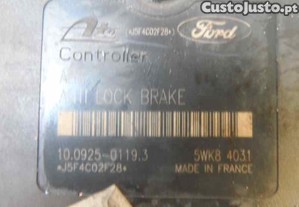 CustoJusto.pt
Ate
*J5F4C02F28*
Ford
Controller
ANTI LOCK BRAKE
10.0925-0119.3
5WK8 4031
*J5F4C02F28*
MADE IN FRANCE